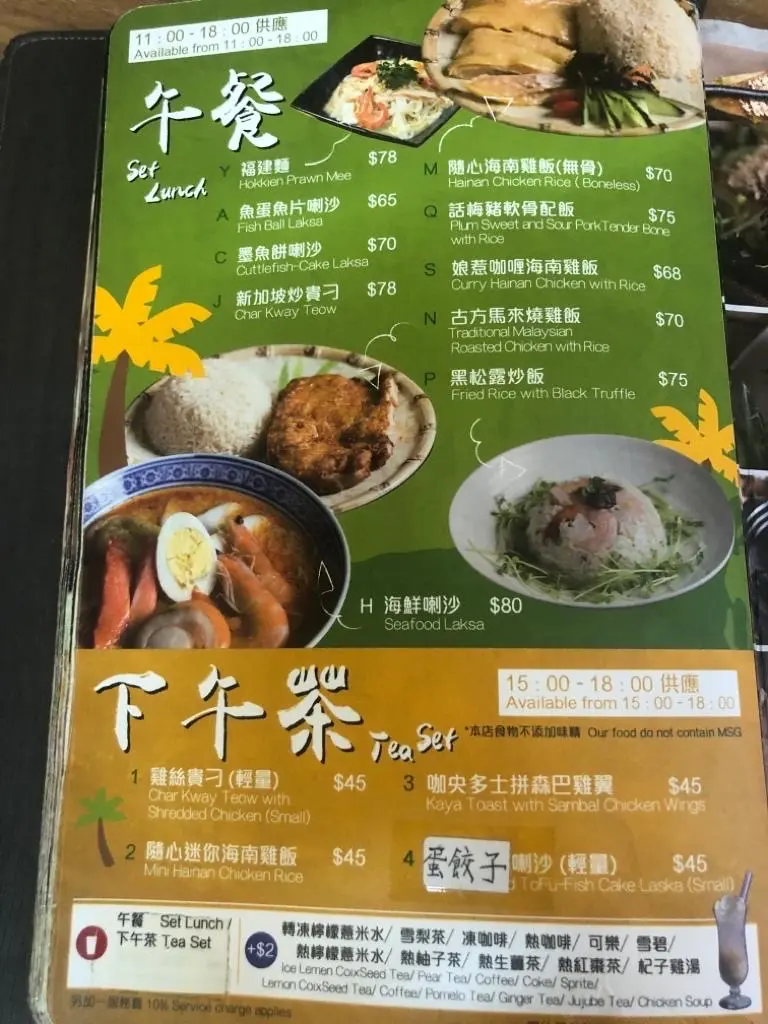 11 : 00 - 18 : 00 供應
Available from 11 : 00 - 18 : 00
午餐
Set Lunch
Y 福建麵 $78
Hokkien Prawn Mee
A 魚蛋魚片喇沙 $65
Fish Ball Laksa
C 墨魚餅喇沙 $70
Cuttlefish-Cake Laksa
J 新加坡炒貴刁 $78
Char Kway Teow
M 隨心海南雞飯(無骨) $70
Hainan Chicken Rice ( Boneless)
Q 話梅豬軟骨配飯 $75
Plum Sweet and Sour PorkTender Bone
with Rice
S 娘惹咖喱海南雞飯 $68
Curry Hainan Chicken with Rice
N 古方馬來燒雞飯 $70
Traditional Malaysian
Roasted Chicken with Rice
P 黑松露炒飯 $75
Fried Rice with Black Truffle
H 海鮮喇沙 $80
Seafood Laksa
下午茶
Tea Set
15 : 00 - 18 : 00 供應
Available from 15 : 00 - 18 : 00
*本店食物不添加味精 Our food do not contain MSG
1 雞絲貴刁 (輕量) $45
Char Kway Teow with
Shredded Chicken (Small)
2 隨心迷你海南雞飯 $45
Mini Hainan Chicken Rice
3 咖央多士拼森巴雞翼 $45
Kaya Toast with Sambal Chicken Wings
4 蛋餃子 喇沙 (輕量) $45
d ToFu-Fish Cake Laska (Small)
午餐 Set Lunch /
下午茶 Tea Set
+$2
轉凍檸檬薏米水/ 雪梨茶/ 凍咖啡/ 熱咖啡/ 可樂/ 雪碧/
熱檸檬薏米水/ 熱柚子茶/ 熱生薑茶/ 熱紅棗茶/ 杞子雞湯
Ice Lemon CoixSeed Tea/ Pear Tea/ Coffee/ Coke/ Sprite/
Lemon CoixSeed Tea/ Coffee/ Pomelo Tea/ Ginger Tea/ Jujube Tea/ Chicken Soup
另加一服務費 10% Service charge applies